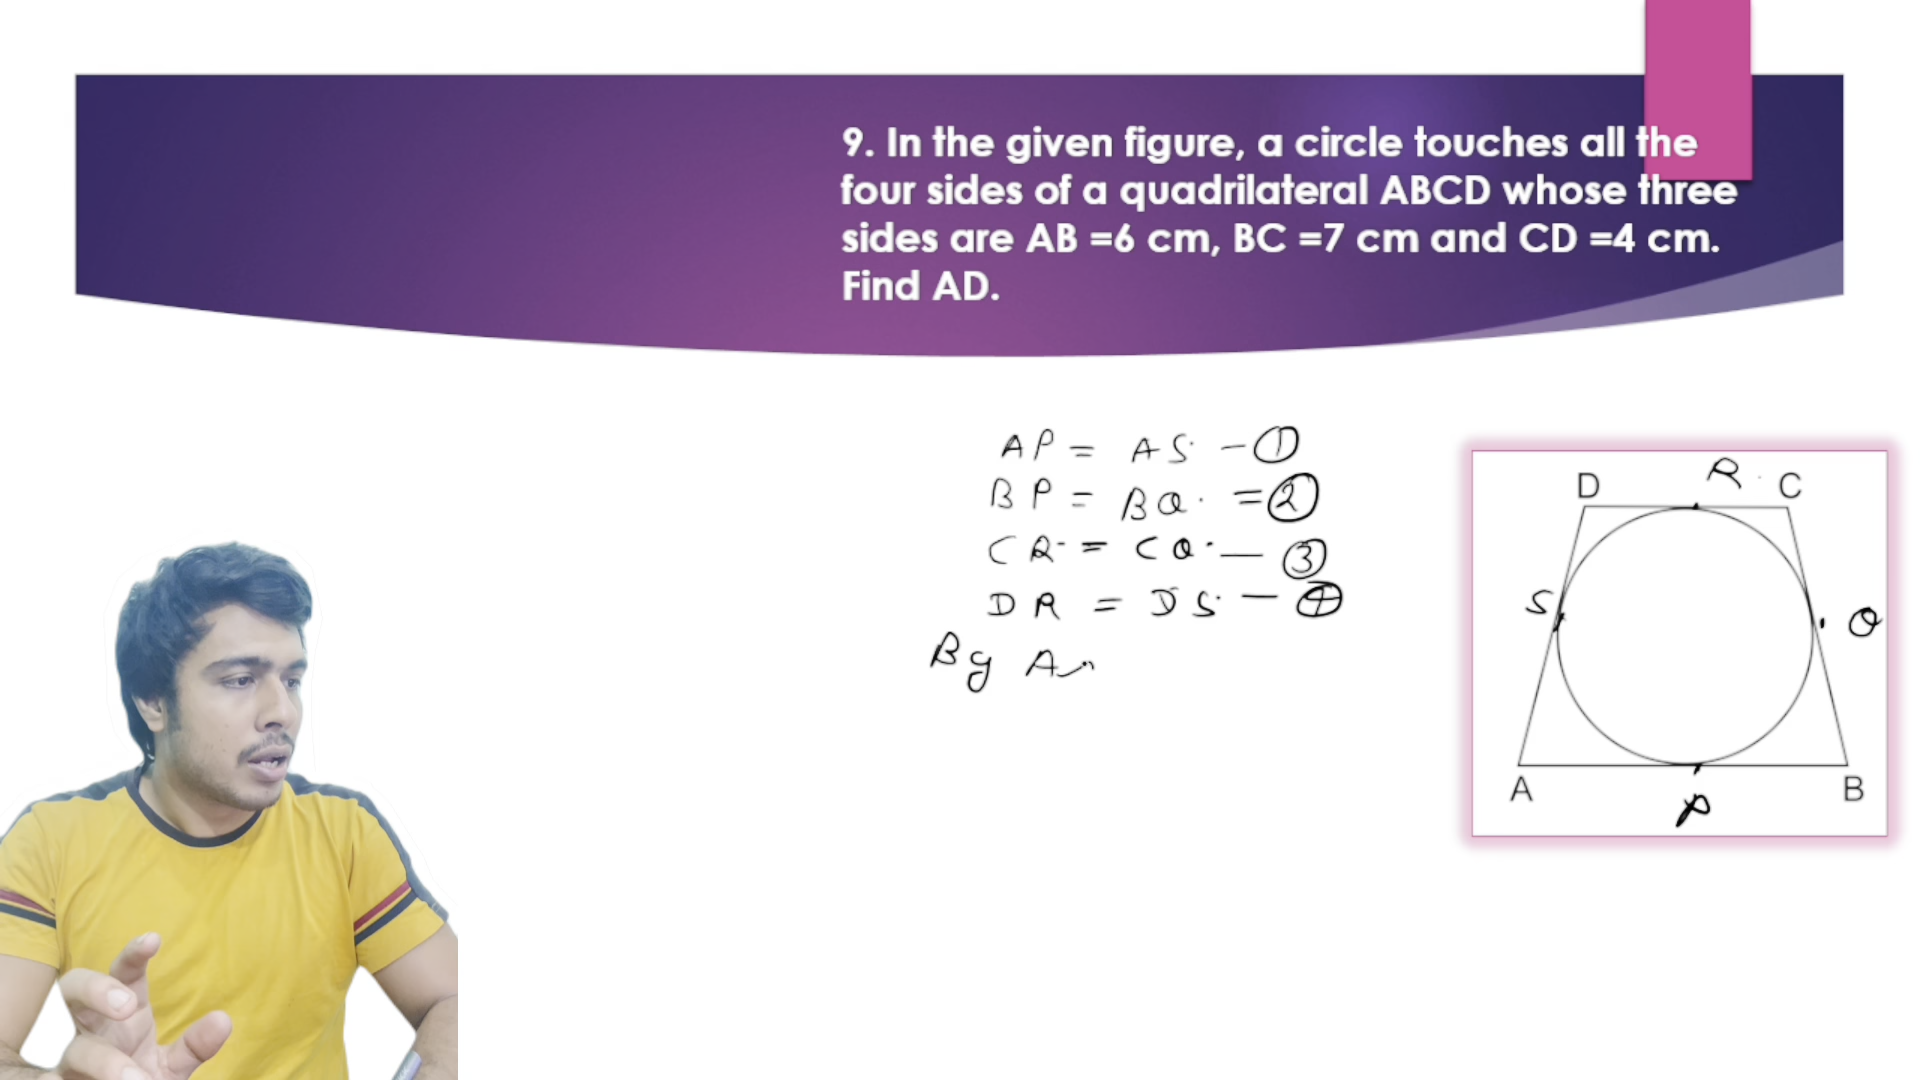 9. In the given figure, a circle touches all the
four sides of a quadrilateral ABCD whose three
sides are AB =6 cm, BC =7 cm and CD =4 cm.
Find AD.
AP = AS - ①
BP = BQ = ②
CR = CQ - ③
DR = DS - ④
By
D R C
S Q
A B
P